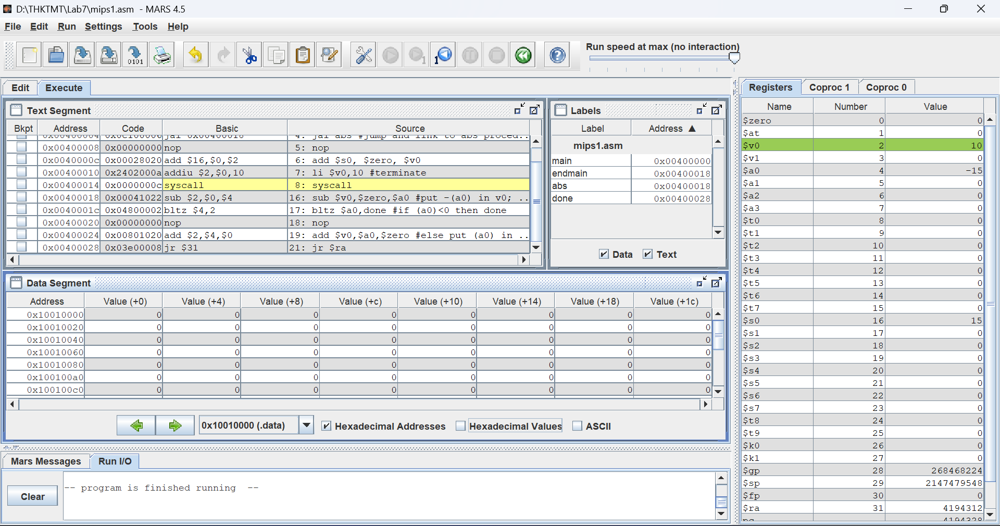 D:\THKTMT\Lab7\mips1.asm - MARS 4.5
File Edit Run Settings Tools Help
Run speed at max (no interaction)
Edit Execute
Text Segment
Bkpt Address Code Basic Source
0x00400004 0x0c100006 jal 0x00400018 4: jal abs #jump and link to abs proced...
0x00400008 0x00000000 nop 5: nop
0x0040000c 0x00028020 add $16,$0,$2 6: add $s0, $zero, $v0
0x00400010 0x2402000a addiu $2,$0,10 7: li $v0,10 #terminate
0x00400014 0x0000000c syscall 8: syscall
0x00400018 0x00041022 sub $2,$0,$4 16: sub $v0,$zero,$a0 #put -(a0) in v0; ...
0x0040001c 0x04800002 bltz $4,2 17: bltz $a0,done #if (a0)<0 then done
0x00400020 0x00000000 nop 18: nop
0x00400024 0x00801020 add $2,$4,$0 19: add $v0,$a0,$zero #else put (a0) in ...
0x00400028 0x03e00008 jr $31 21: jr $ra
Labels
Label Address ▲
mips1.asm
main 0x00400000
endmain 0x00400018
abs 0x00400018
done 0x00400028
Data Text
Data Segment
Address Value (+0) Value (+4) Value (+8) Value (+c) Value (+10) Value (+14) Value (+18) Value (+1c)
0x10010000 0 0 0 0 0 0 0 0
0x10010020 0 0 0 0 0 0 0 0
0x10010040 0 0 0 0 0 0 0 0
0x10010060 0 0 0 0 0 0 0 0
0x10010080 0 0 0 0 0 0 0 0
0x100100a0 0 0 0 0 0 0 0 0
0x100100c0 0 0 0 0 0 0 0 0
0x10010000 (.data) Hexadecimal Addresses Hexadecimal Values ASCII
Mars Messages Run I/O
Clear
-- program is finished running --
Registers Coproc 1 Coproc 0
Name Number Value
$zero 0 0
$at 1 0
$v0 2 10
$v1 3 0
$a0 4 -15
$a1 5 0
$a2 6 0
$a3 7 0
$t0 8 0
$t1 9 0
$t2 10 0
$t3 11 0
$t4 12 0
$t5 13 0
$t6 14 0
$t7 15 0
$s0 16 15
$s1 17 0
$s2 18 0
$s3 19 0
$s4 20 0
$s5 21 0
$s6 22 0
$s7 23 0
$t8 24 0
$t9 25 0
$k0 26 0
$k1 27 0
$gp 28 268468224
$sp 29 2147479548
$fp 30 0
$ra 31 4194312
pc 4194328